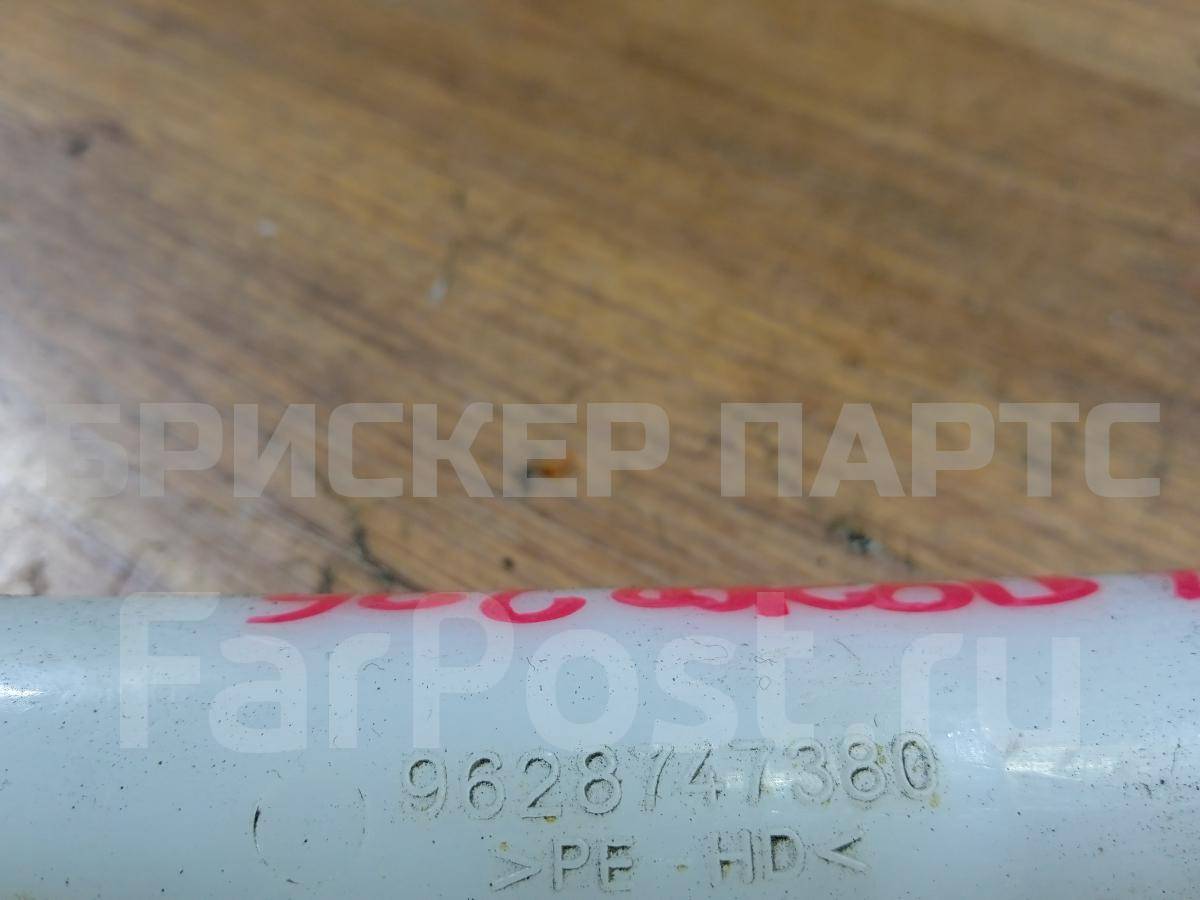 БРИСКЕР ПАРТС
FarPost.ru
9628747380
>PE HD<